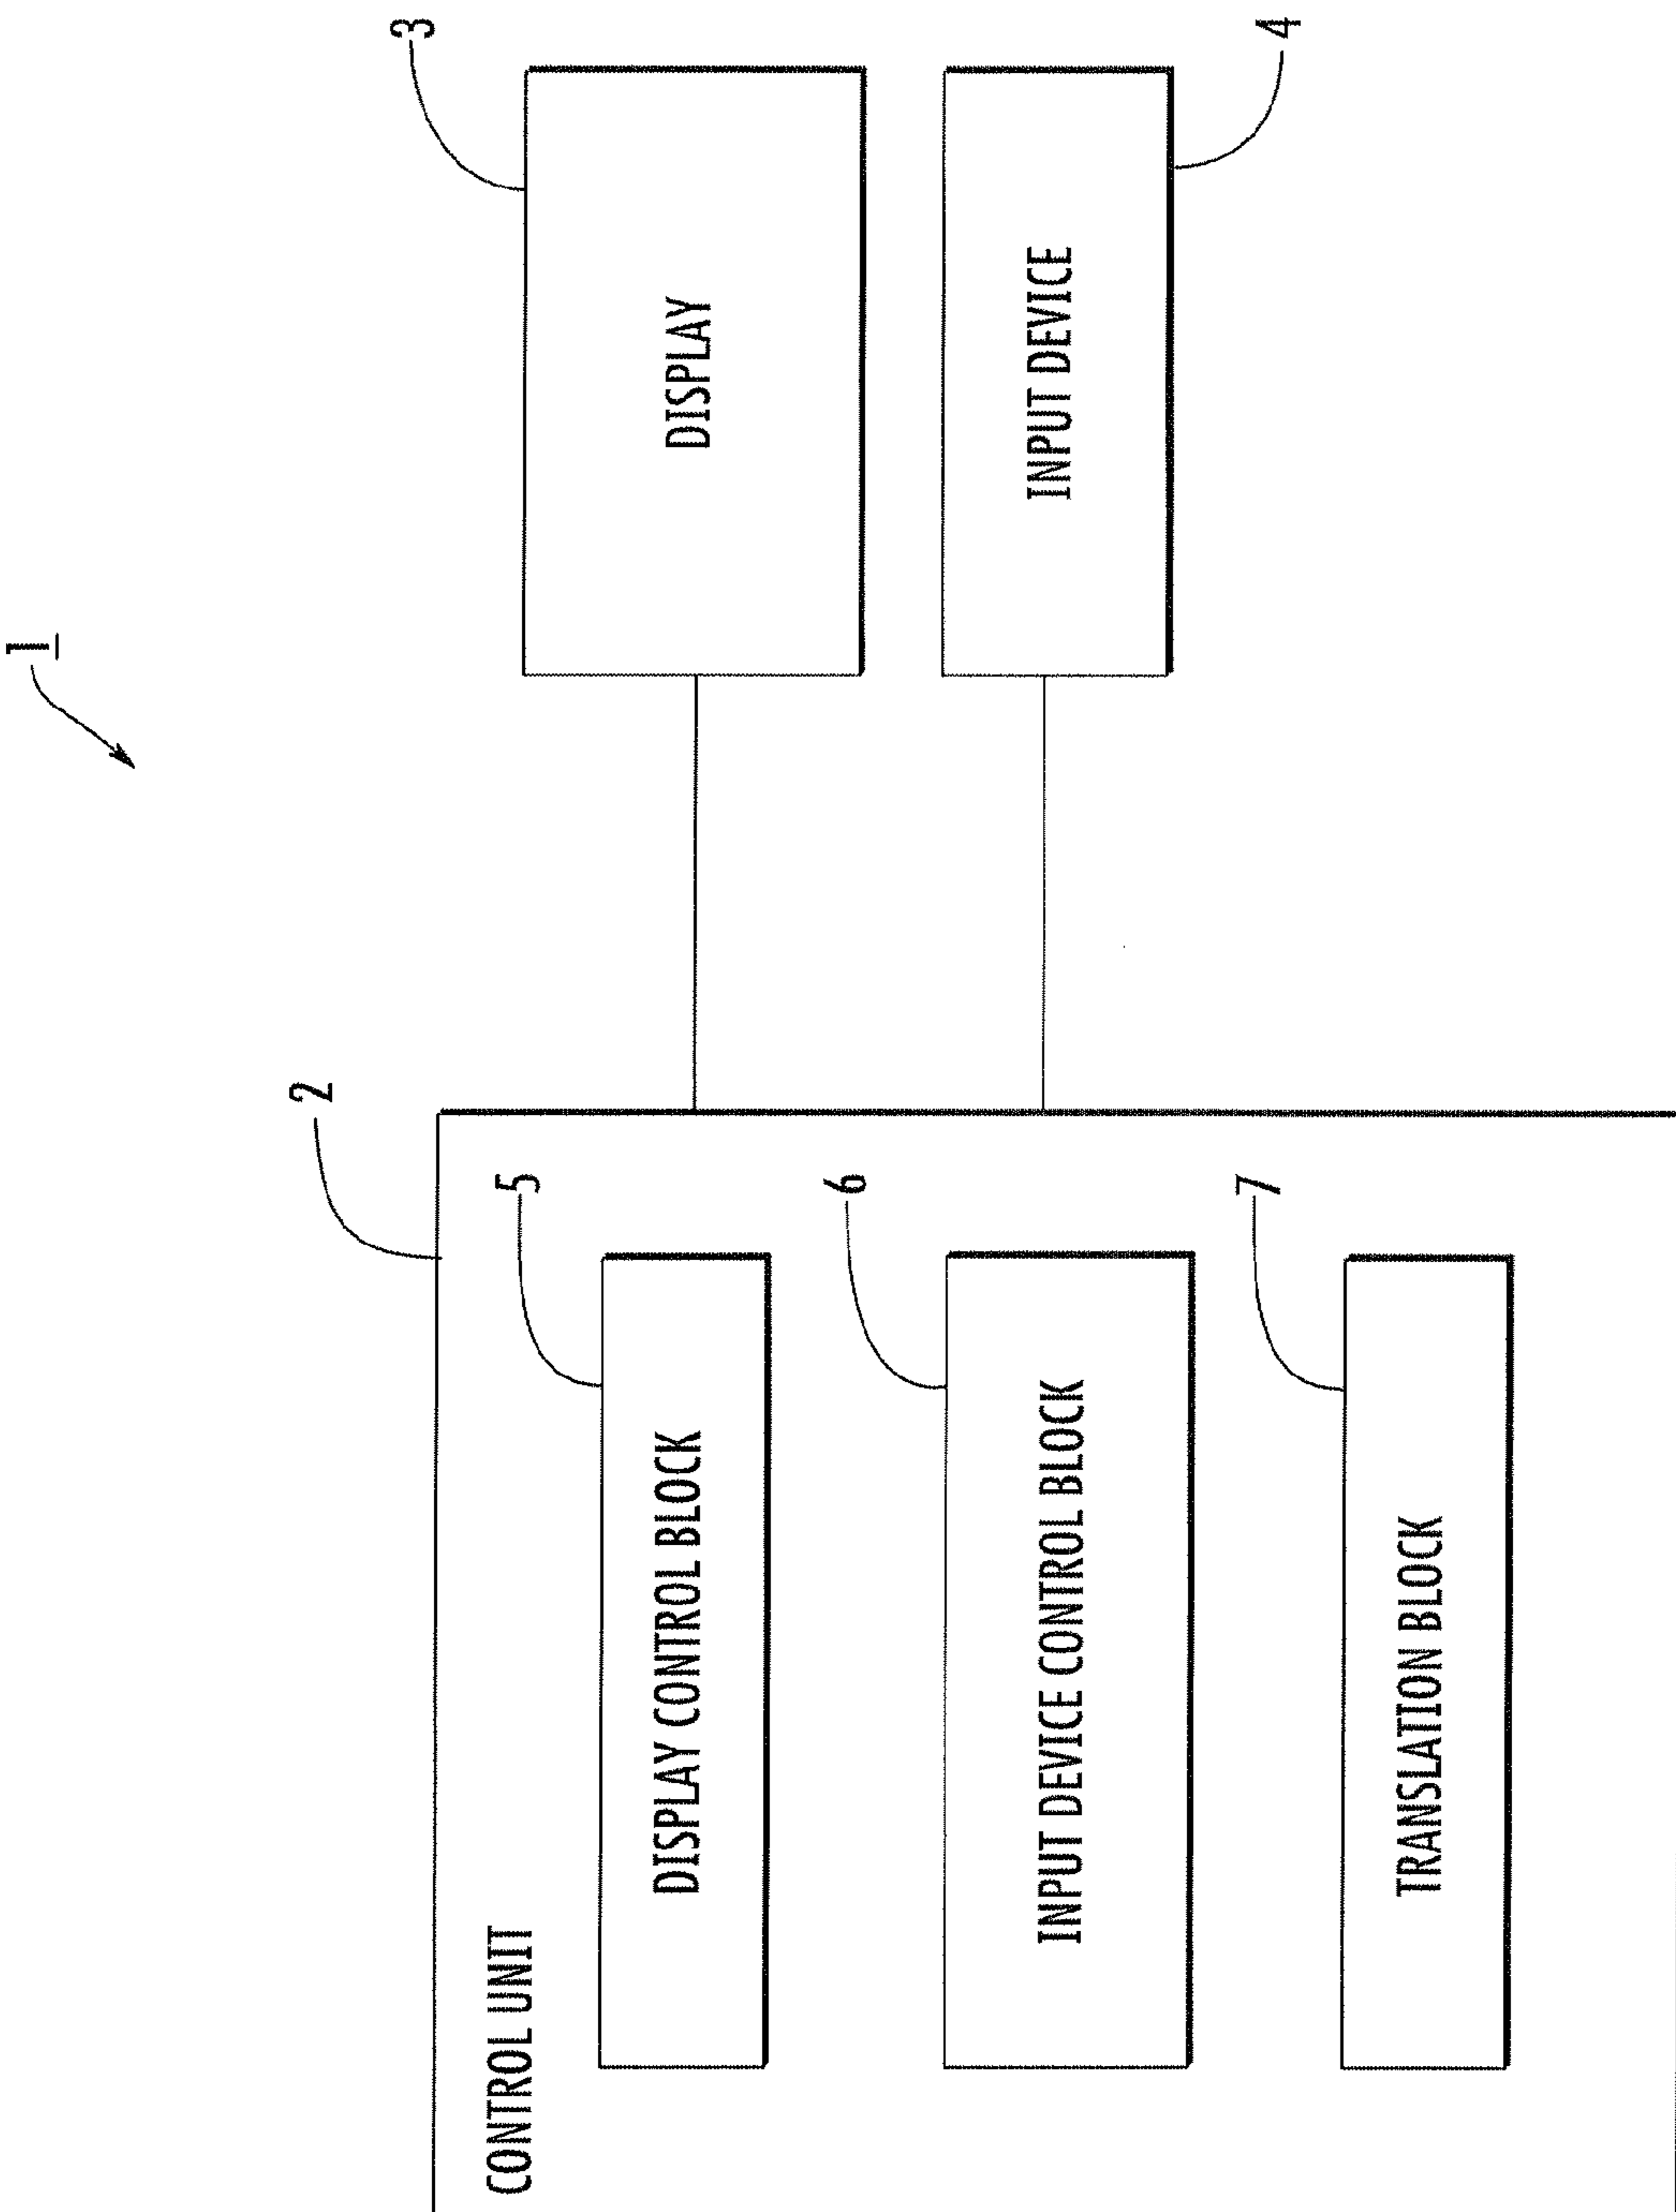 1
2
CONTROL UNIT
5
DISPLAY CONTROL BLOCK
6
INPUT DEVICE CONTROL BLOCK
7
TRANSLATION BLOCK
3
DISPLAY
INPUT DEVICE
4